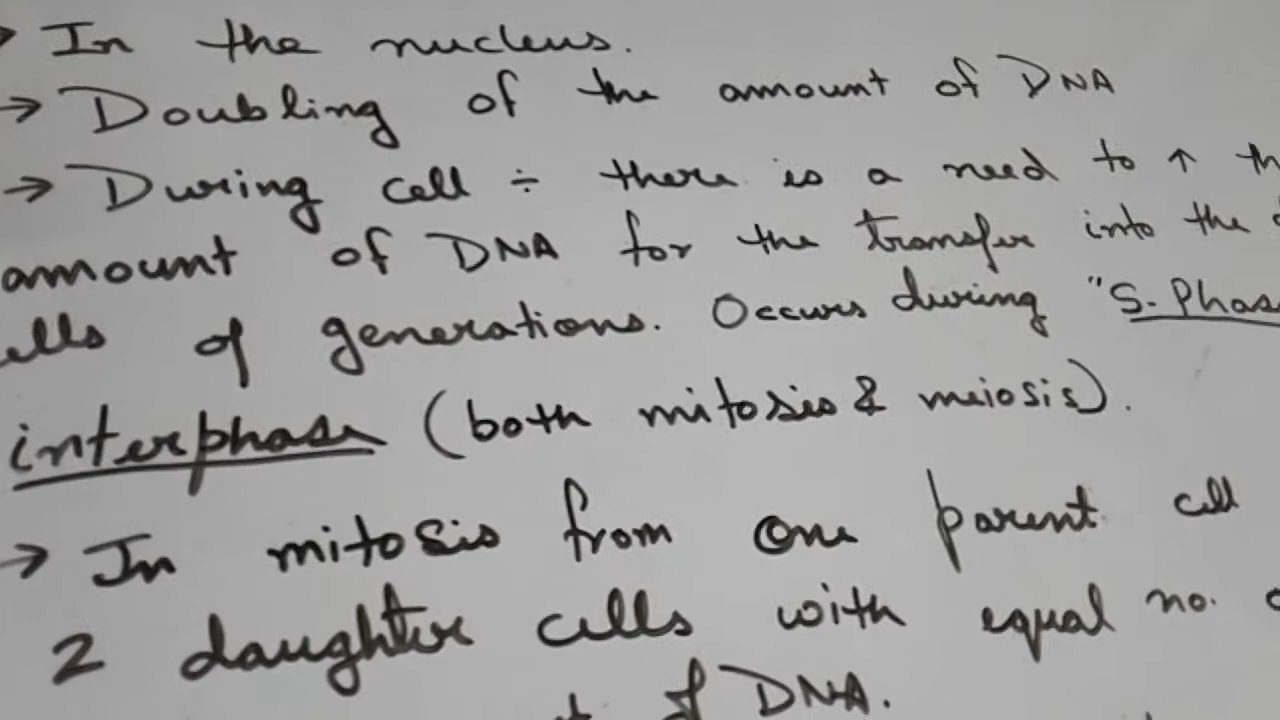 → In the nucleus.
→ Doubling of the amount of DNA
→ During cell ÷ there is a need to ↑
amount of DNA for the transfer into the
of generations. Occurs during "S-Phase
interphase (both mitosis & meiosis).
→ In mitosis from one parent cell
2 daughter cells with equal no.
of DNA.